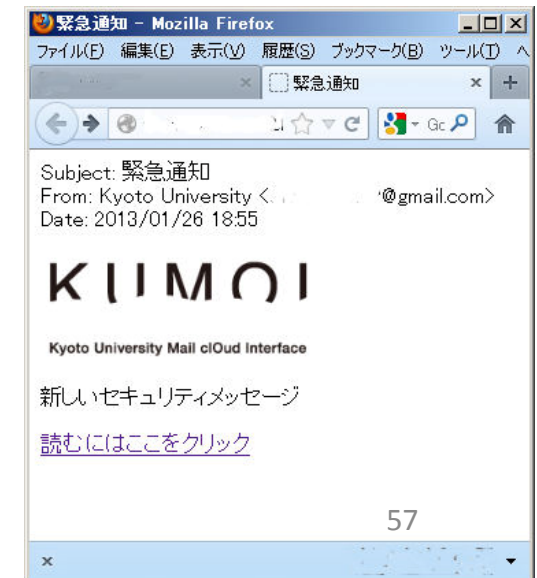 緊急通知 - Mozilla Firefox
ファイル(F) 編集(E) 表示(V) 履歴(S) ブックマーク(B) ツール(T)
緊急通知
Gc
Subject: 緊急通知
From: Kyoto University < @gmail.com>
Date: 2013/01/26 18:55
KUMOI
Kyoto University Mail clOud Interface
新しいセキュリティメッセージ
読むにはここをクリック
57